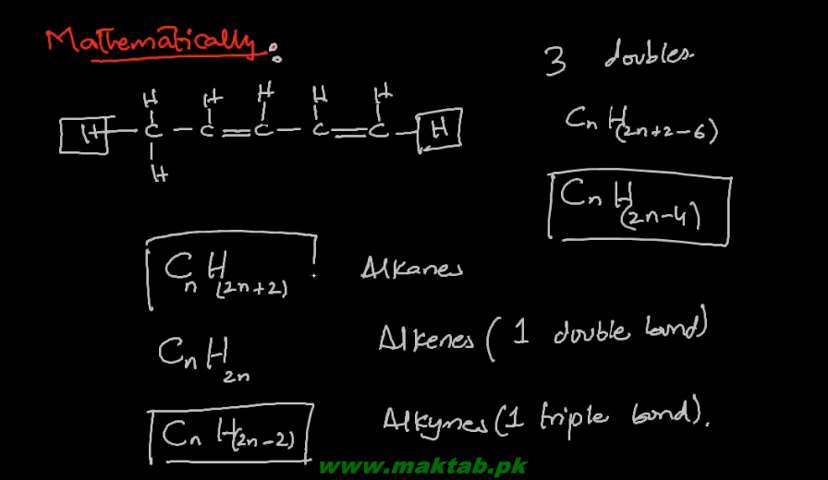 Mathematically:
H H H H H
H - C - C = C - C = C - H
H
3 doubles
CnH(2n+2-6)
CnH(2n-4)
CnH(2n+2) Alkanes
CnH2n Alkenes (1 double bond)
CnH(2n-2) Alkynes (1 triple bond).
www.maktab.pk